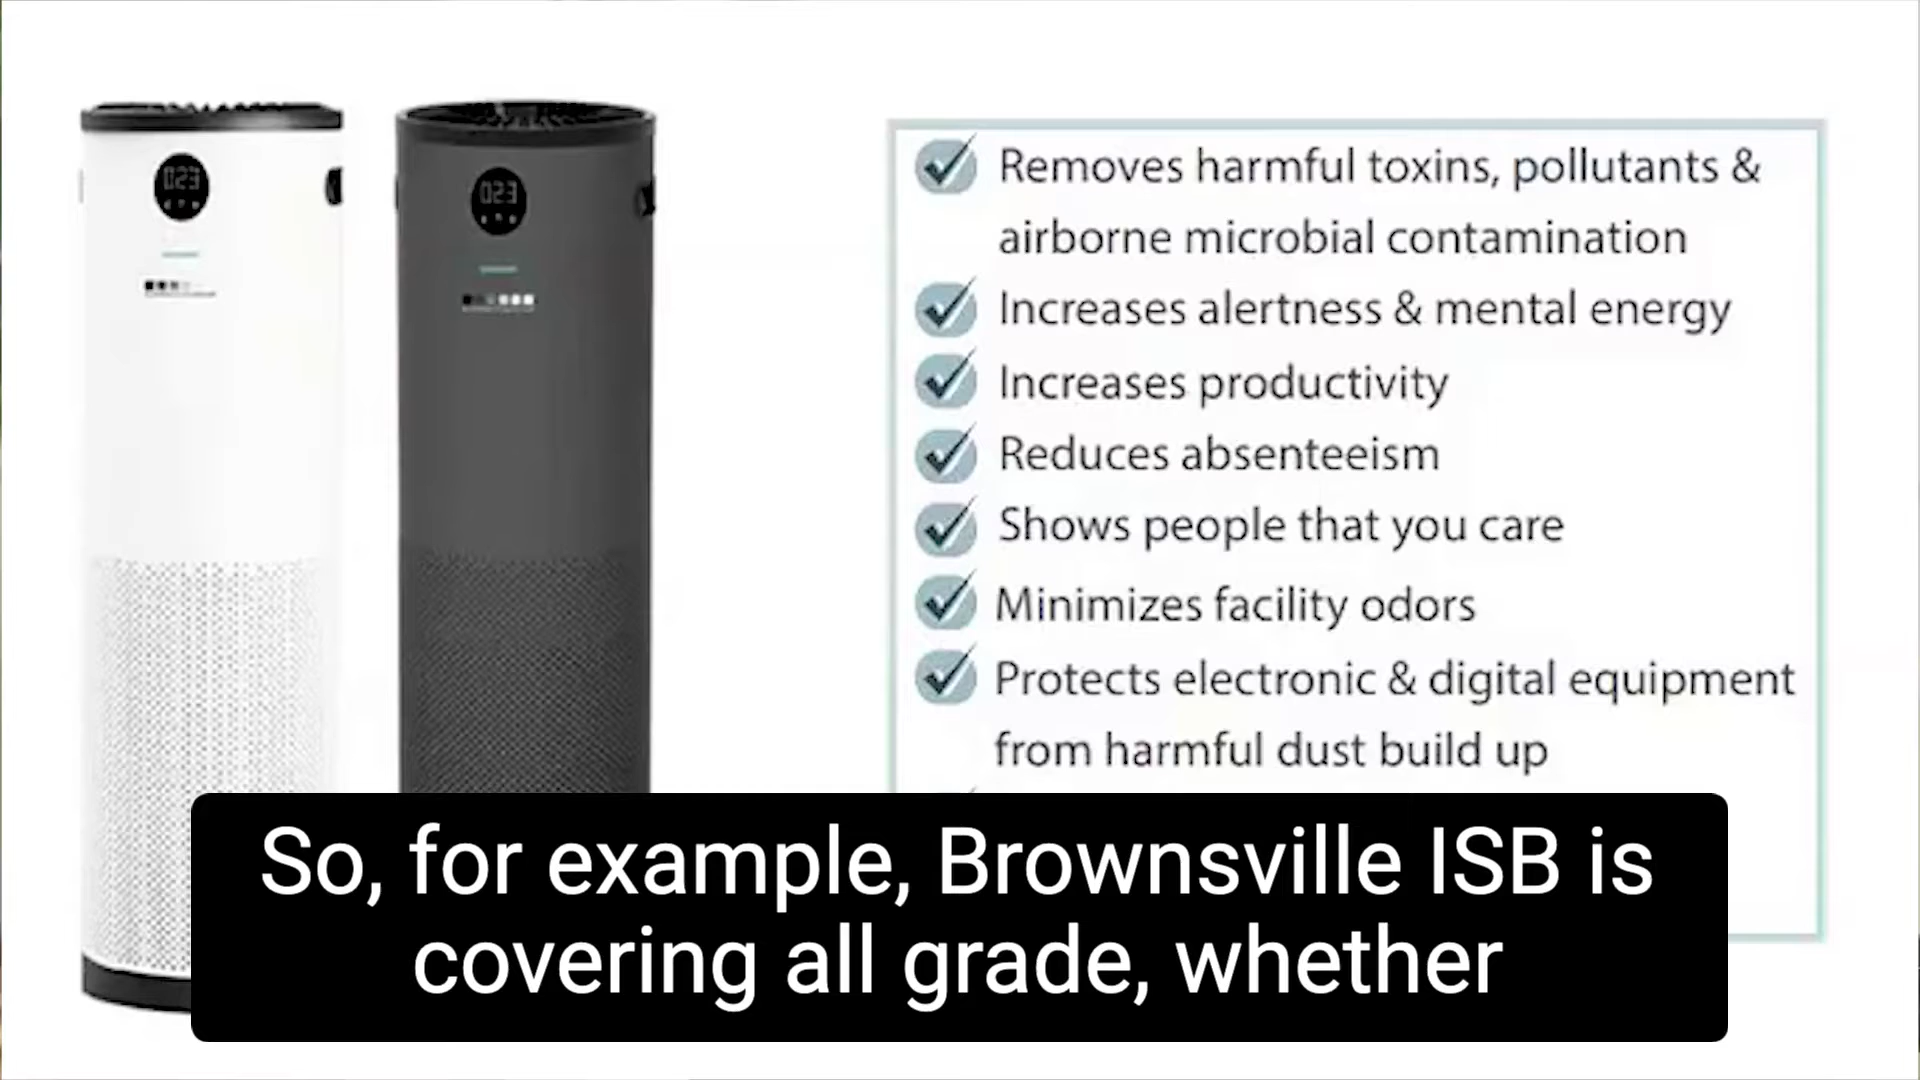 023
023
Removes harmful toxins, pollutants &
airborne microbial contamination
Increases alertness & mental energy
Increases productivity
Reduces absenteeism
Shows people that you care
Minimizes facility odors
Protects electronic & digital equipment
from harmful dust build up
So, for example, Brownsville ISB is
covering all grade, whether